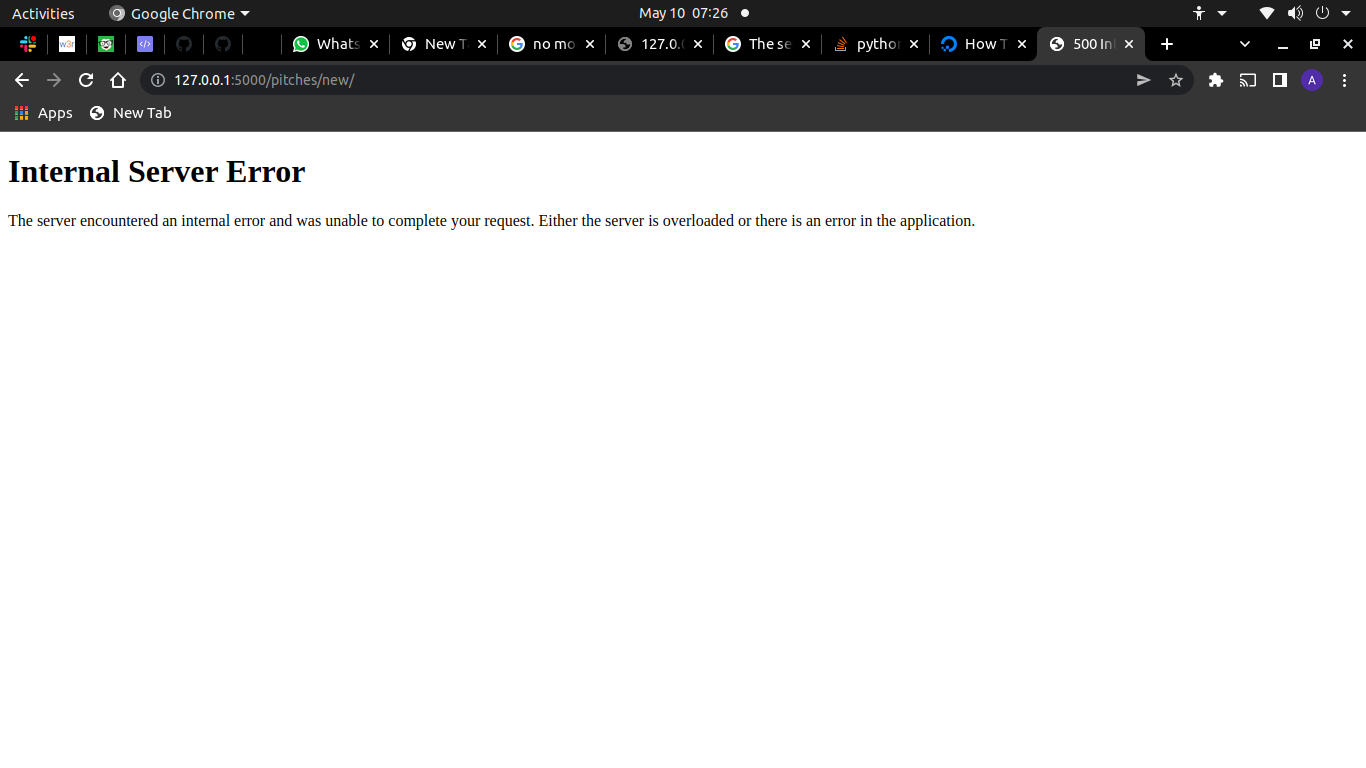 Activities
Google Chrome
May 10 07:26
w3r
Whats
New T
no mo
127.0.0
The se
python
How T
500 In
127.0.0.1:5000/pitches/new/
A
Apps
New Tab
Internal Server Error
The server encountered an internal error and was unable to complete your request. Either the server is overloaded or there is an error in the application.